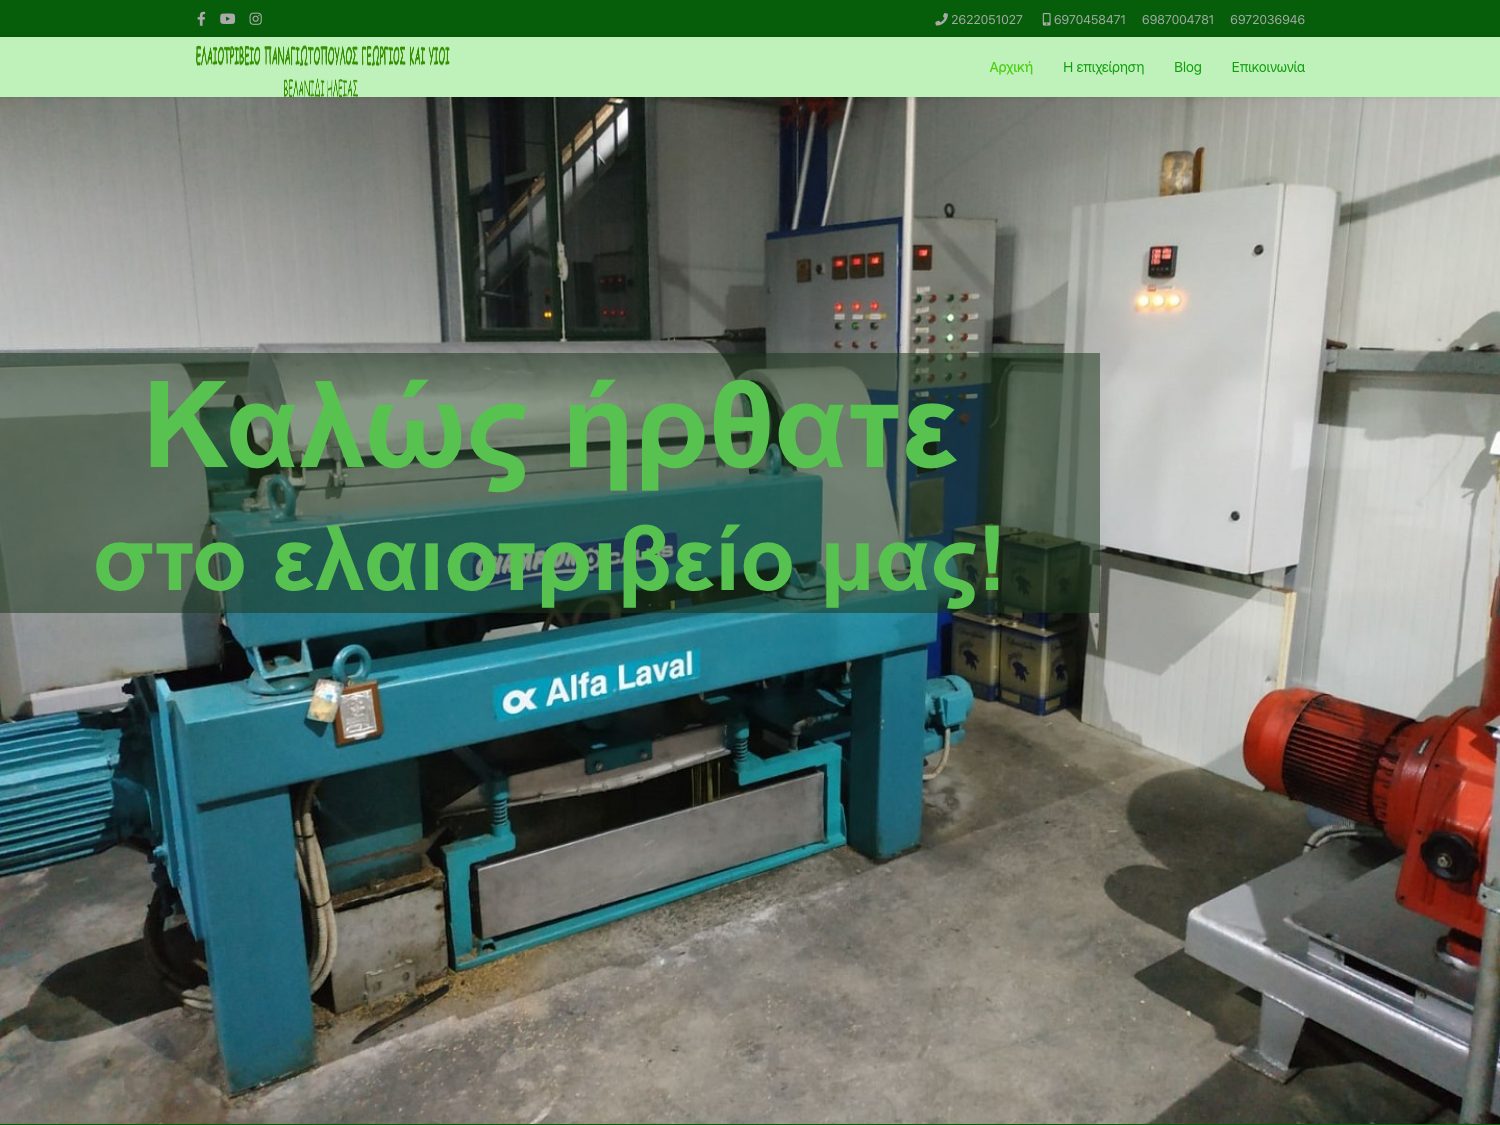 2622051027 6970458471 6987004781 6972036946
ΕΛΑΙΟΤΡΙΒΕΙΟ ΠΑΝΑΓΙΩΤΟΠΟΥΛΟΣ ΓΕΩΡΓΙΟΣ ΚΑΙ ΥΙΟΙ
ΒΕΛΑΝΙΔΙ ΗΛΕΙΑΣ
Αρχική Η επιχείρηση Blog Επικοινωνία
Καλώς ήρθατε
στο ελαιοτριβείο μας!
Alfa Laval